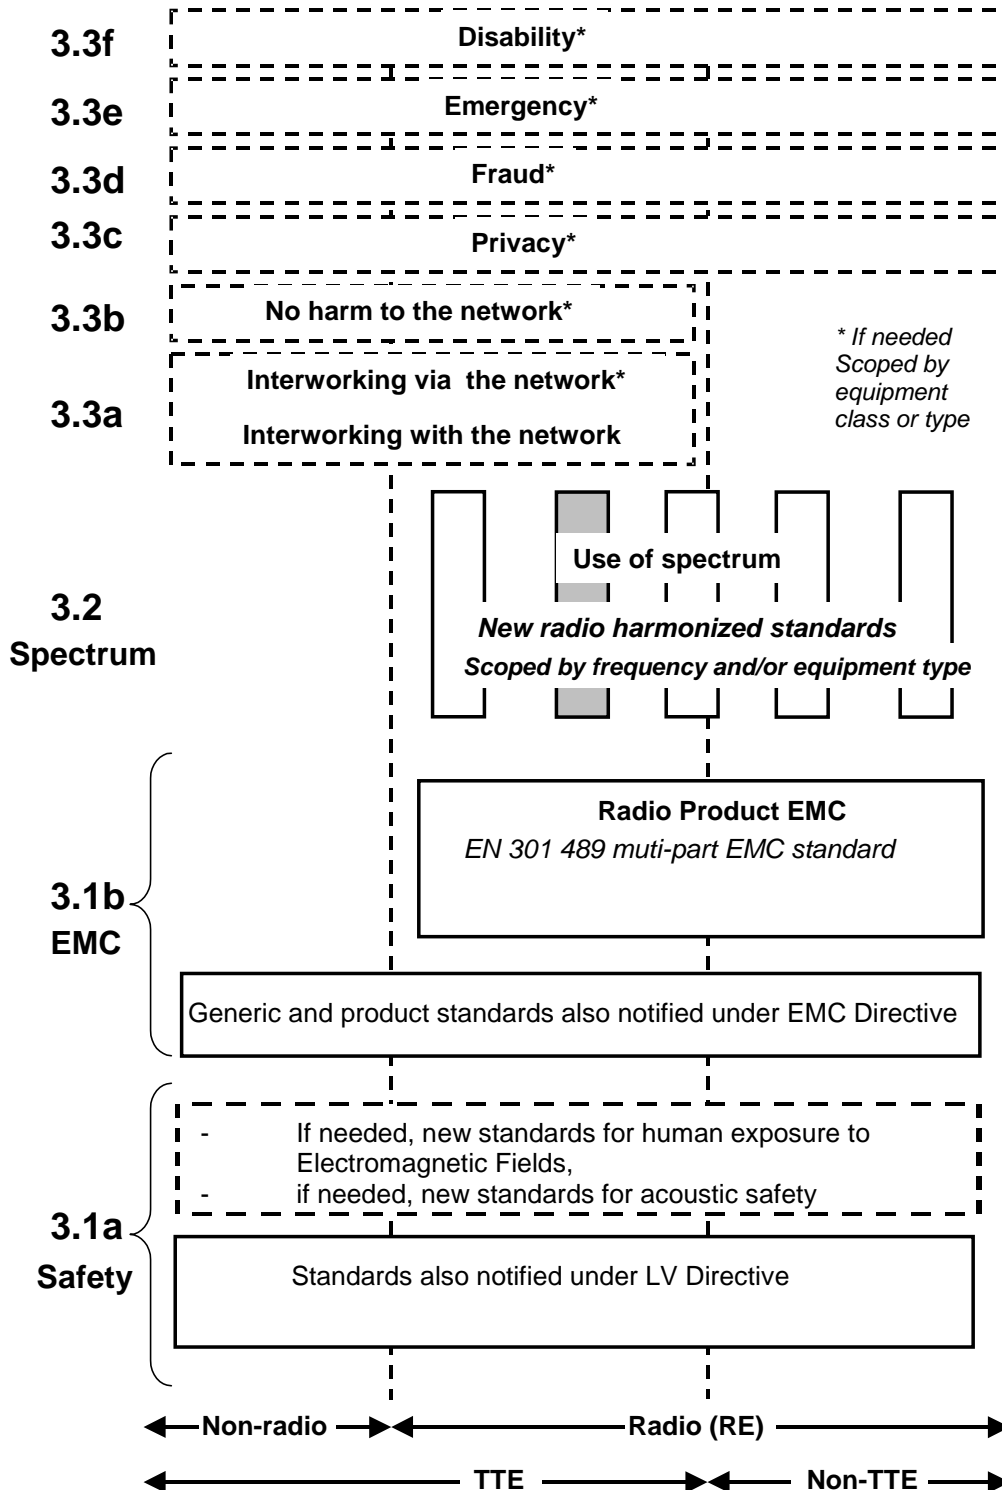 3.3f
Disability*
3.3e
Emergency*
3.3d
Fraud*
3.3c
Privacy*
3.3b
No harm to the network*
* If needed
Scoped by
equipment
class or type
3.3a
Interworking via the network*
Interworking with the network
3.2
Spectrum
Use of spectrum
New radio harmonized standards
Scoped by frequency and/or equipment type
3.1b
EMC
Radio Product EMC
EN 301 489 muti-part EMC standard
Generic and product standards also notified under EMC Directive
3.1a
Safety
- If needed, new standards for human exposure to
Electromagnetic Fields,
- if needed, new standards for acoustic safety
Standards also notified under LV Directive
Non-radio
Radio (RE)
TTE
Non-TTE